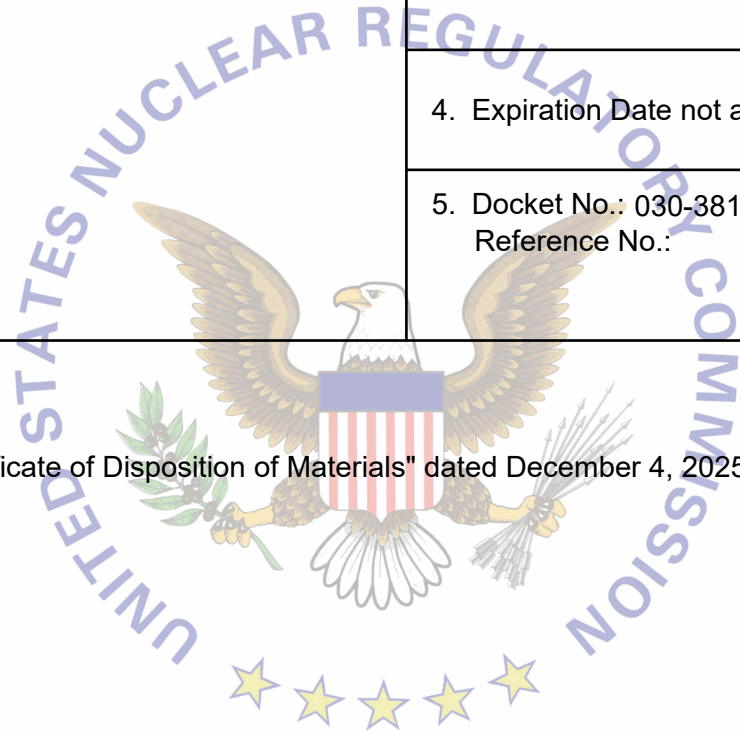 UNITED STATES NUCLEAR REGULATORY COMMISSION
4. Expiration Date not a
5. Docket No.: 030-381
Reference No.:
icate of Disposition of Materials" dated December 4, 2025